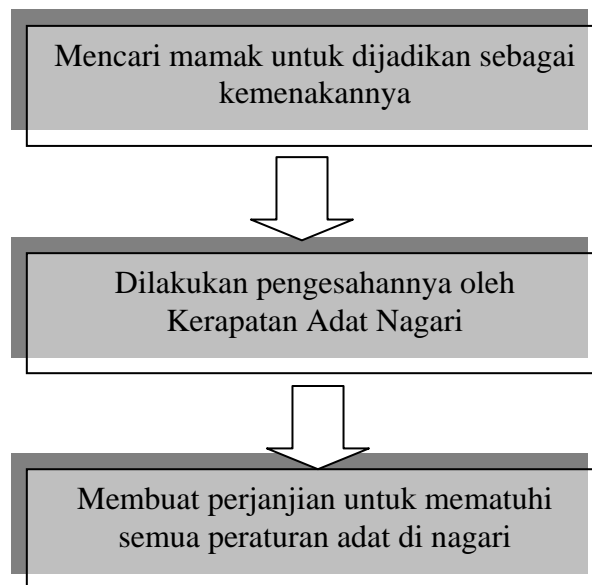 Mencari mamak untuk dijadikan sebagai
kemenakannya
Dilakukan pengesahannya oleh
Kerapatan Adat Nagari
Membuat perjanjian untuk mematuhi
semua peraturan adat di nagari